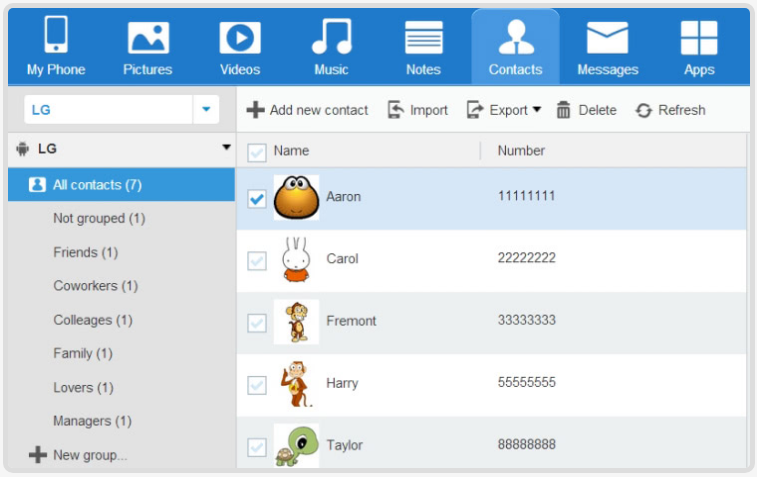 My Phone Pictures Videos Music Notes Contacts Messages Apps
LG
Add new contact Import Export Delete Refresh
LG
Name Number
All contacts (7)
Aaron 11111111
Not grouped (1)
Friends (1)
Carol 22222222
Coworkers (1)
Colleages (1)
Fremont 33333333
Family (1)
Lovers (1)
Harry 55555555
Managers (1)
Taylor 88888888
New group...